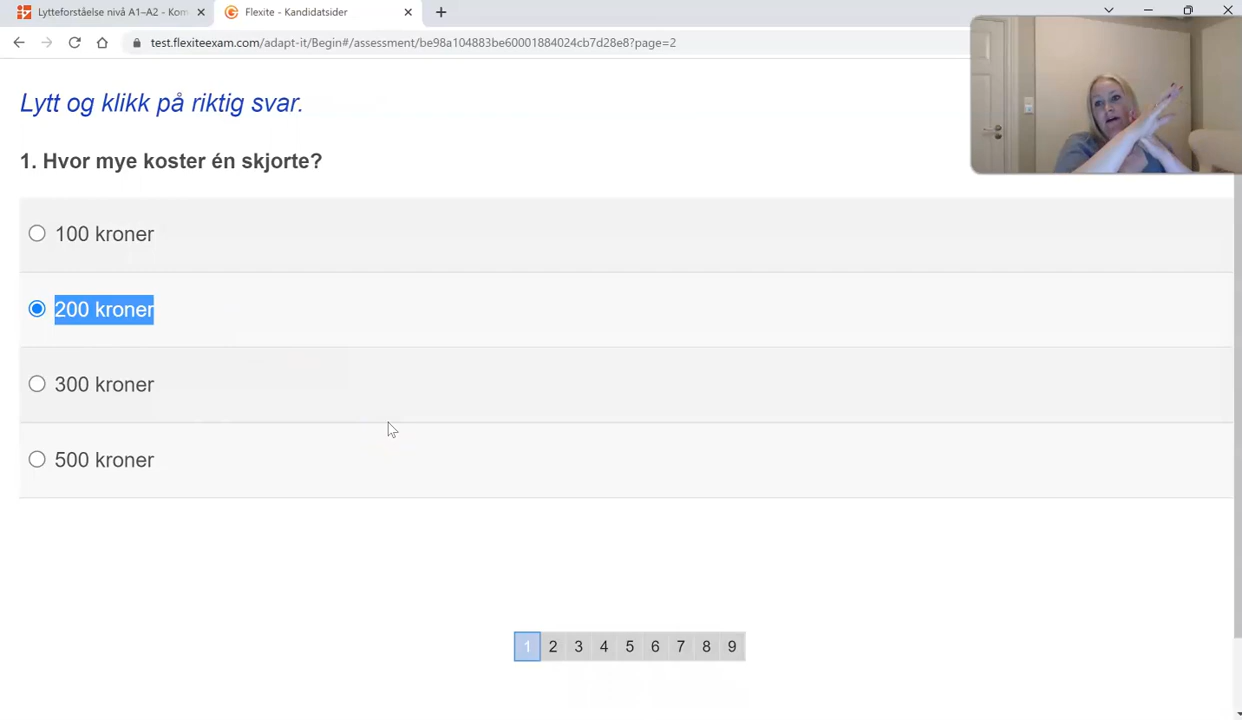 Lytteforståelse nivå A1–A2 - Kom
Flexite - Kandidatsider
test.flexiteexam.com/adapt-it/Begin#/assessment/be98a104883be60001884024cb7d28e8?page=2
Lytt og klikk på riktig svar.
1. Hvor mye koster én skjorte?
100 kroner
200 kroner
300 kroner
500 kroner
1 2 3 4 5 6 7 8 9